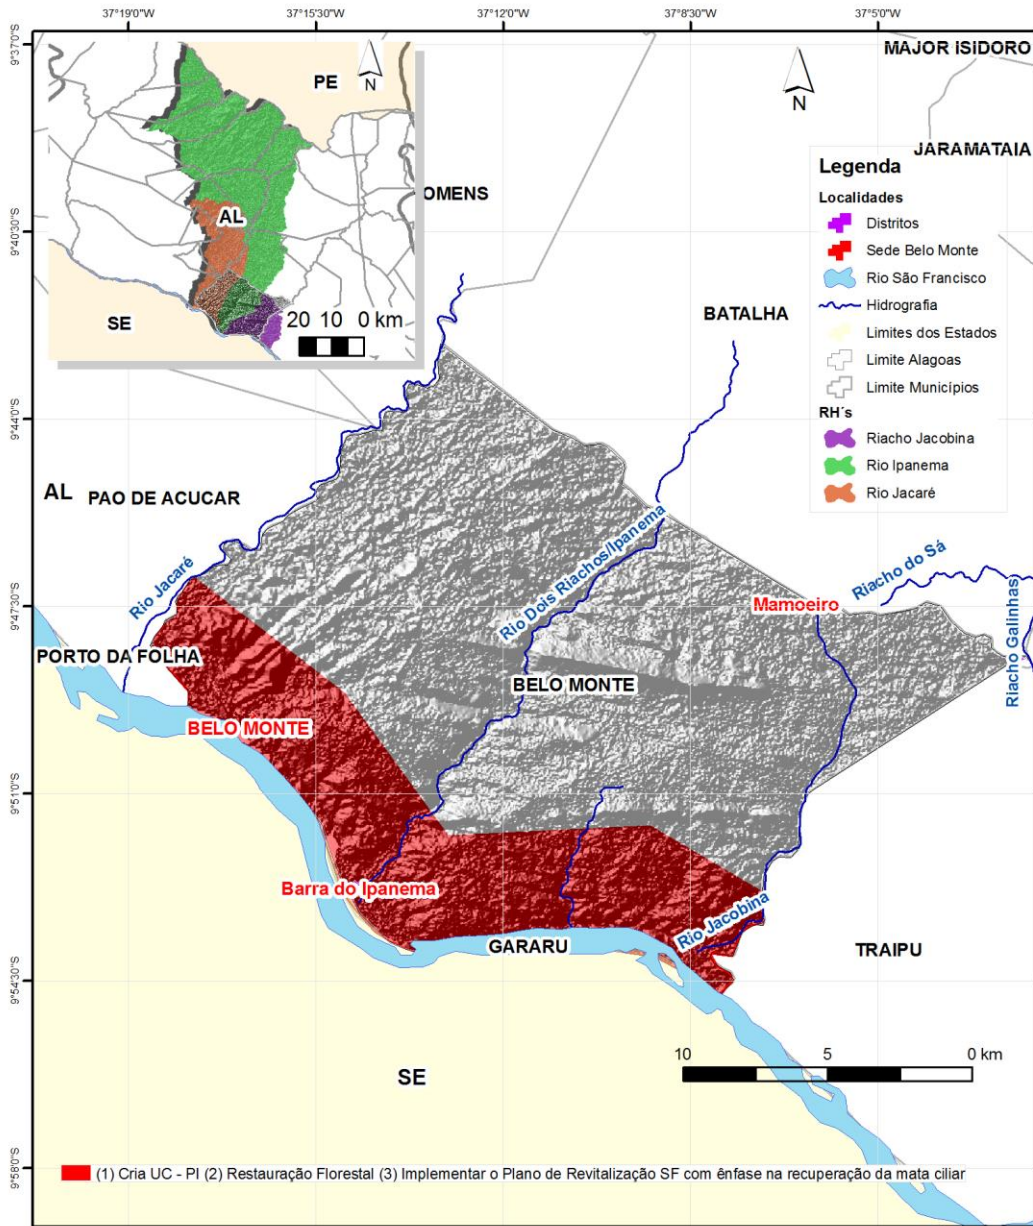 37°19'0"W 37°15'30"W 37°12'0"W 37°8'30"W 37°5'0"W
9°37'0"S
9°40'30"S
9°44'0"S
9°47'30"S
9°51'0"S
9°54'30"S
9°58'0"S
PE
N
AL
SE
20 10 0 km
N
MAJOR ISIDORO
JARAMATAIA
OMENS
BATALHA
Legenda
Localidades
Distritos
Sede Belo Monte
Rio São Francisco
Hidrografia
Limites dos Estados
Limite Alagoas
Limite Municípios
RH´s
Riacho Jacobina
Rio Ipanema
Rio Jacaré
AL
PAO DE ACUCAR
Rio Jacaré
Rio Dois Riachos/Ipanema
Riacho do Sá
Mamoeiro
Riacho Galinhas
PORTO DA FOLHA
BELO MONTE
BELO MONTE
Barra do Ipanema
Rio Jacobina
GARARU
TRAIPU
10 5 0 km
SE
(1) Cria UC - PI (2) Restauração Florestal (3) Implementar o Plano de Revitalização SF com ênfase na recuperação da mata ciliar